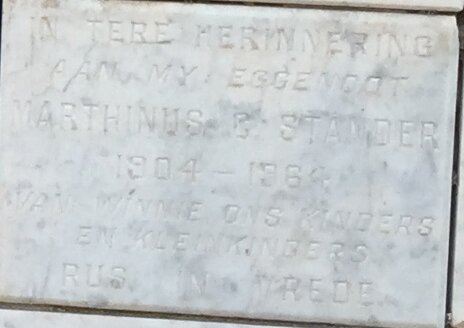 IN TERE HERINNERING
AAN MY EGGENOOT
MARTHINUS C. STANDER
1904 - 1964
VAN WINNIE ONS KINDERS
EN KLEINKINDERS
RUS IN VREDE